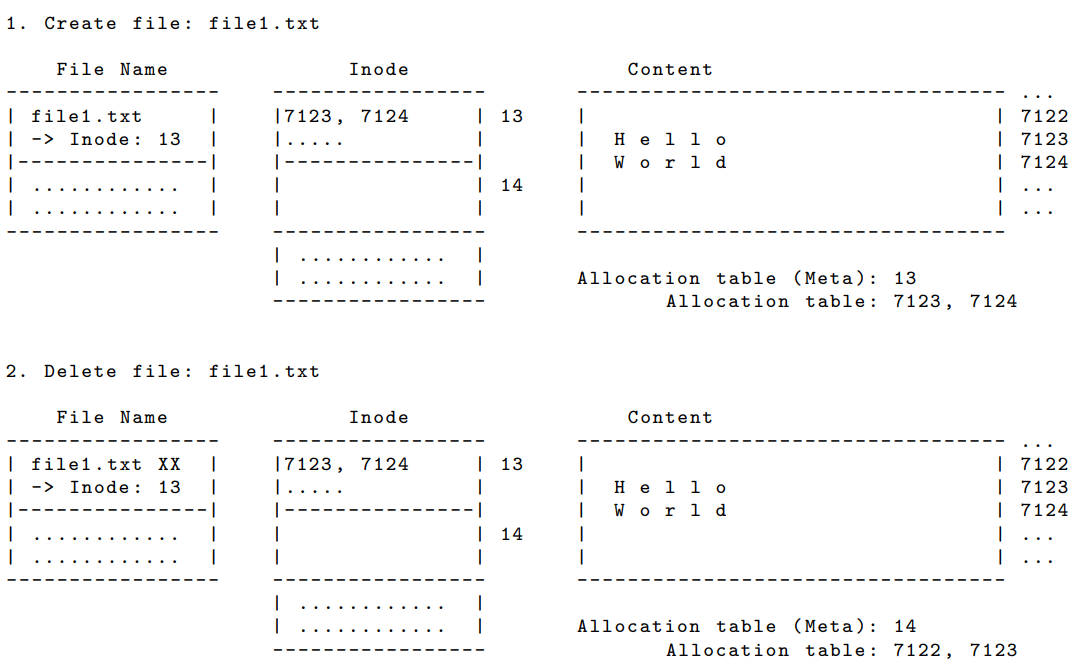 1. Create file: file1.txt
File Name Inode Content
----------------- ----------------- ---------------------------------- ...
| file1.txt | |7123, 7124 | 13 | | 7122
| -> Inode: 13 | |..... | | H e l l o | 7123
|---------------| |---------------| | W o r l d | 7124
| ............ | | | 14 | | ...
| ............ | | | | | ...
----------------- ----------------- ----------------------------------
| ............ |
| ............ | Allocation table (Meta): 13
----------------- Allocation table: 7123, 7124
2. Delete file: file1.txt
File Name Inode Content
----------------- ----------------- ---------------------------------- ...
| file1.txt XX | |7123, 7124 | 13 | | 7122
| -> Inode: 13 | |..... | | H e l l o | 7123
|---------------| |---------------| | W o r l d | 7124
| ............ | | | 14 | | ...
| ............ | | | | | ...
----------------- ----------------- ----------------------------------
| ............ |
| ............ | Allocation table (Meta): 14
----------------- Allocation table: 7122, 7123